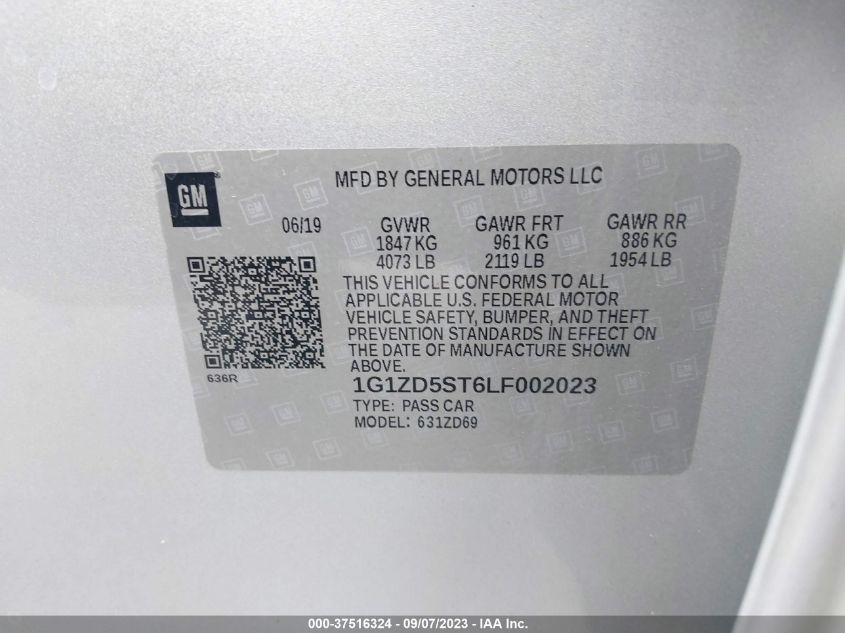 MFD BY GENERAL MOTORS LLC
GM
06/19 GVWR GAWR FRT GAWR RR
1847 KG 961 KG 886 KG
4073 LB 2119 LB 1954 LB
THIS VEHICLE CONFORMS TO ALL
APPLICABLE U.S. FEDERAL MOTOR
VEHICLE SAFETY, BUMPER, AND THEFT
PREVENTION STANDARDS IN EFFECT ON
THE DATE OF MANUFACTURE SHOWN
ABOVE.
636R
1G1ZD5ST6LF002023
TYPE: PASS CAR
MODEL: 631ZD69
000-37516324 - 09/07/2023 - IAA Inc.